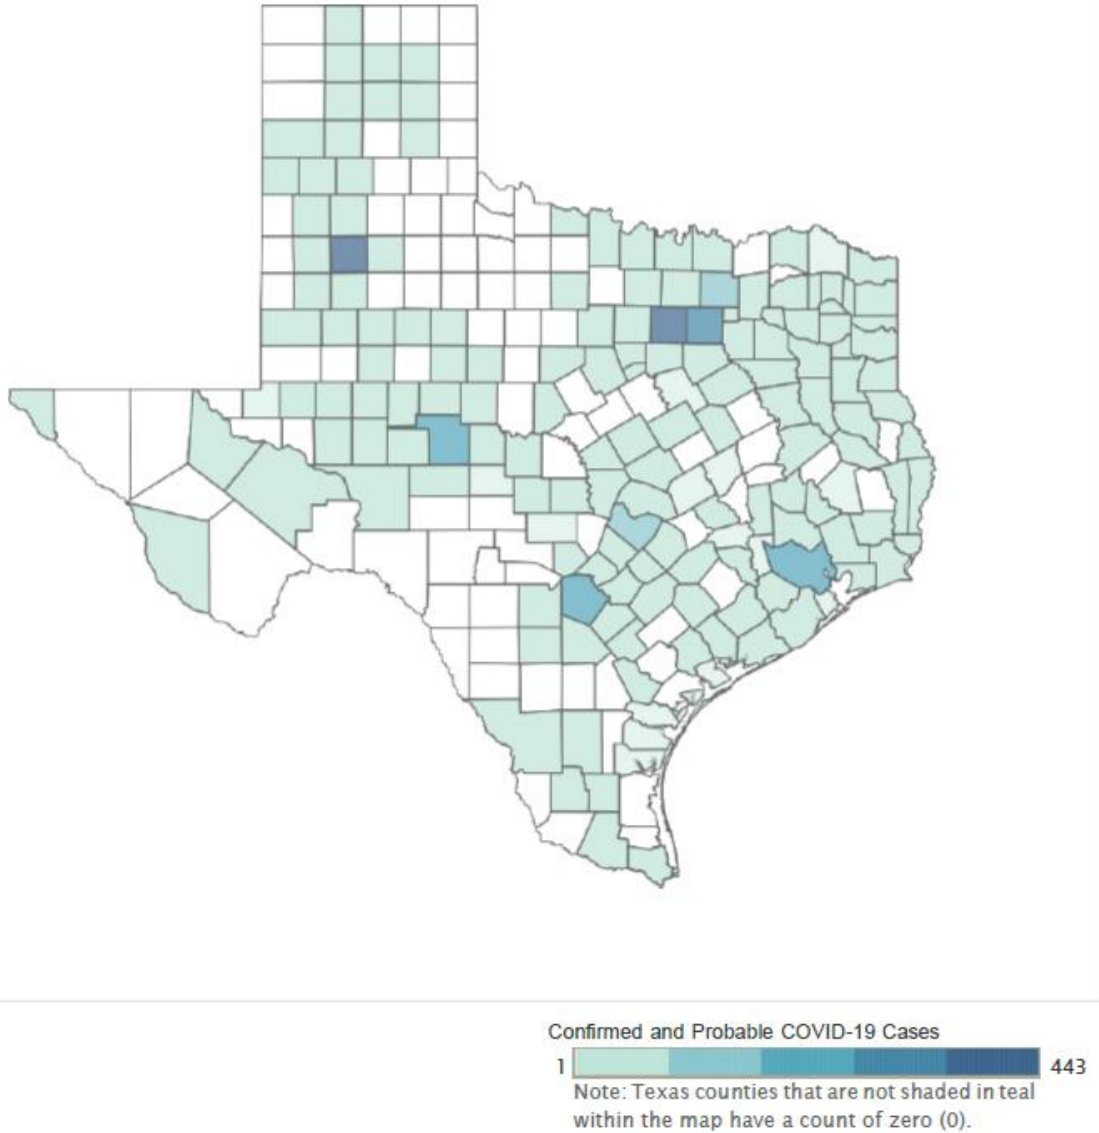 Confirmed and Probable COVID-19 Cases
1 443
Note: Texas counties that are not shaded in teal
within the map have a count of zero (0).